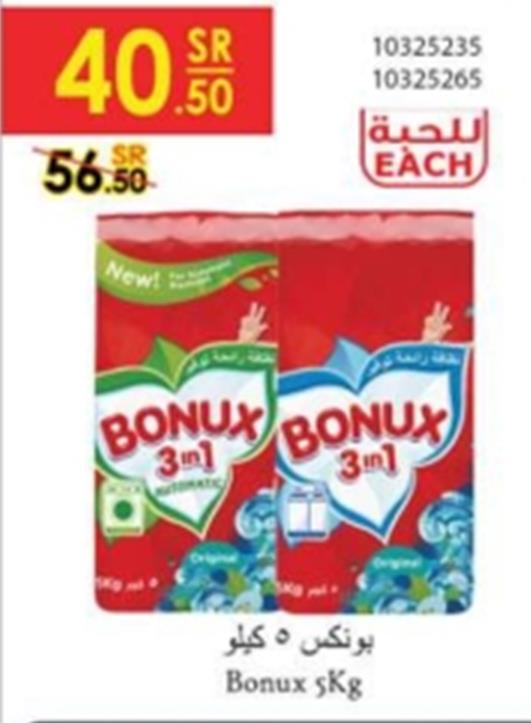 40.50 SR
56.50 SR
10325235
10325265
للحبة
EACH
New!
BONUX
3in1
AUTOMATIC
Original
BONUX
3in1
Original
بونكس ٥ كيلو
Bonux 5Kg